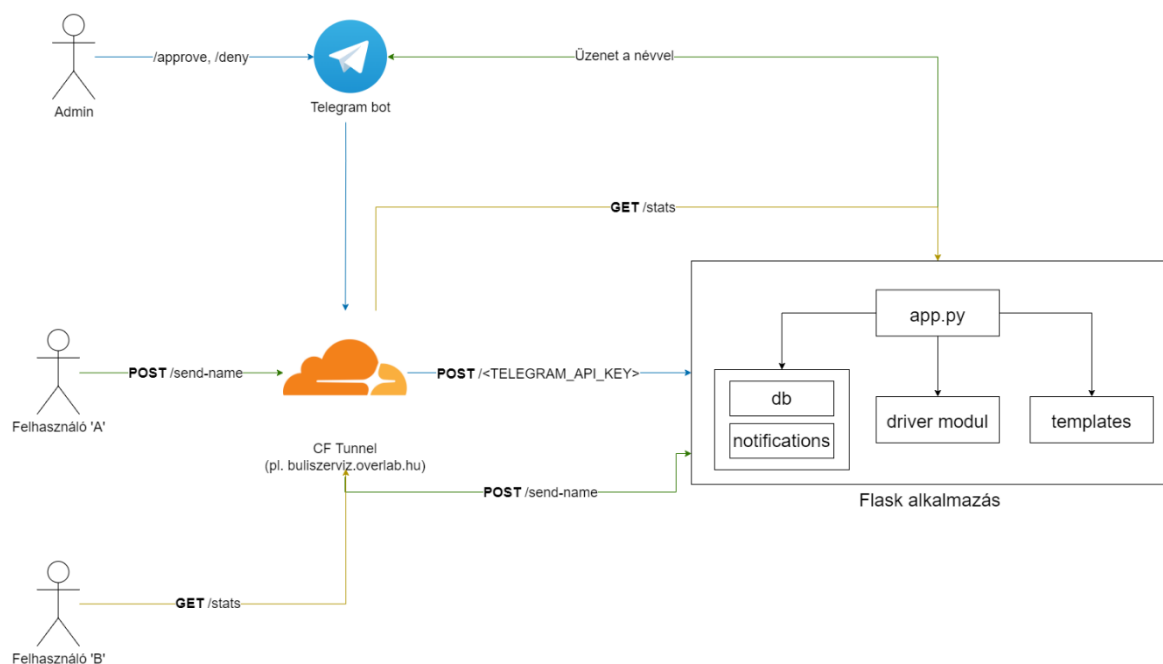 /approve, /deny
Üzenet a névvel
Admin
Telegram bot
GET /stats
app.py
POST /send-name
POST /<TELEGRAM_API_KEY>
db
notifications
driver modul
templates
Felhasználó 'A'
CF Tunnel
(pl. buliszerviz.overlab.hu)
POST /send-name
Flask alkalmazás
GET /stats
Felhasználó 'B'